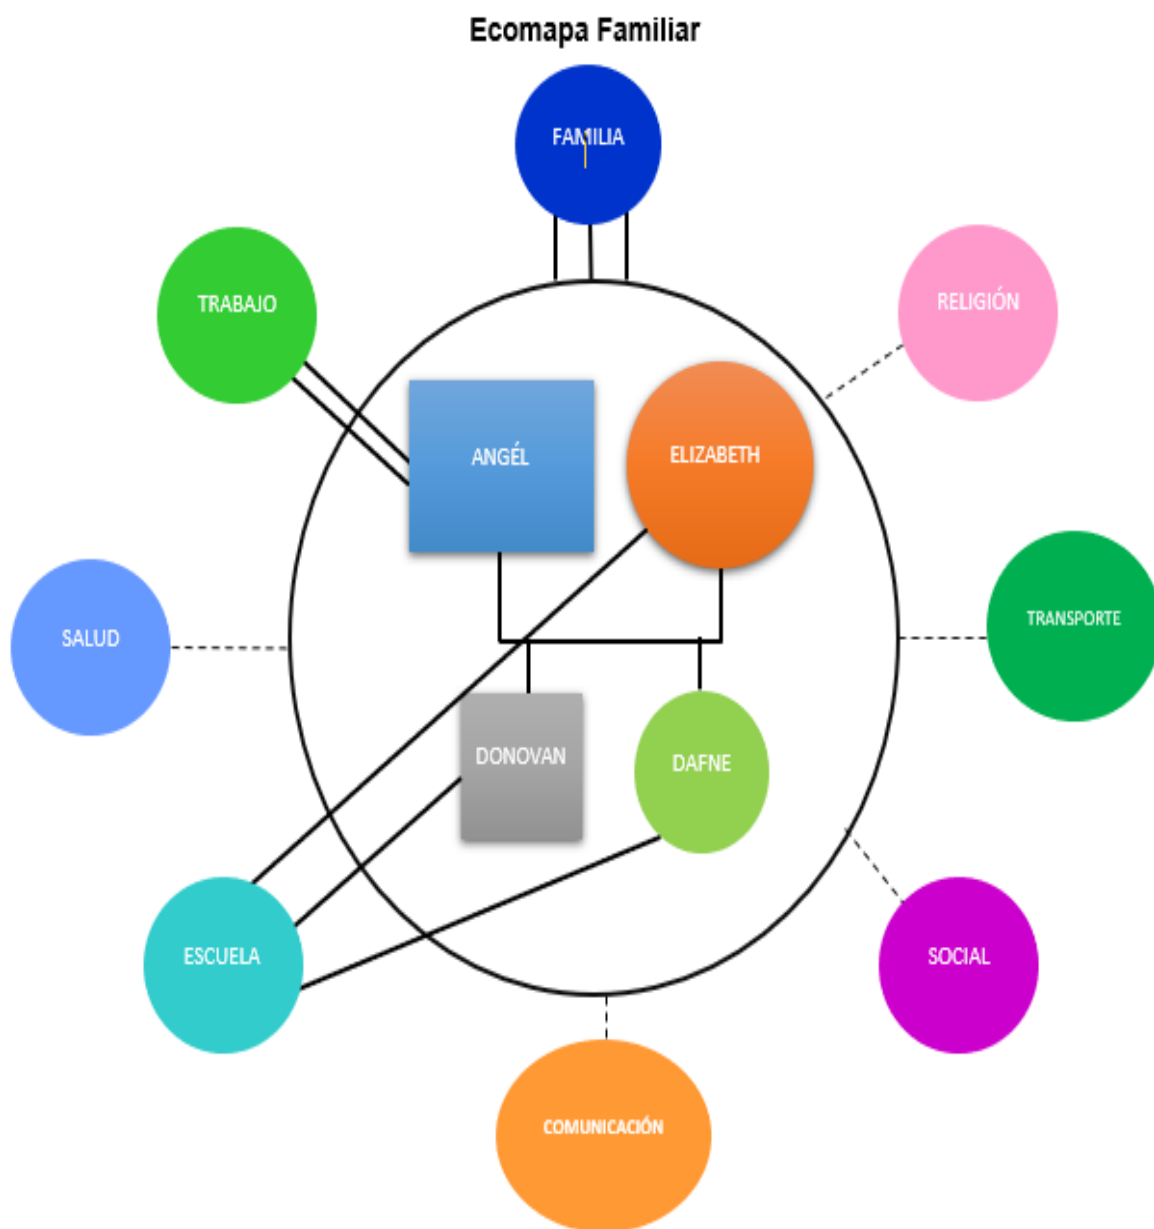 Ecomapa Familiar
FAMILIA
TRABAJO
RELIGIÓN
ANGÉL
ELIZABETH
SALUD
TRANSPORTE
DONOVAN
DAFNE
ESCUELA
SOCIAL
COMUNICACIÓN